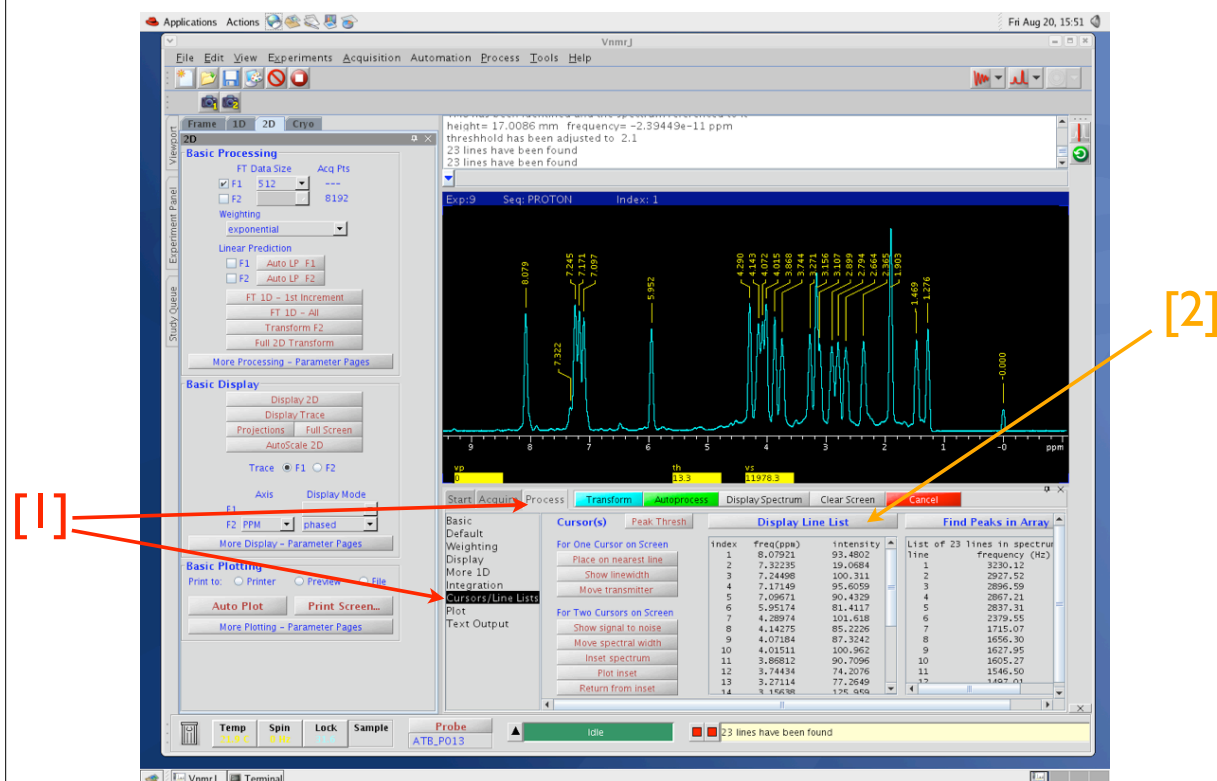 Applications Actions Fri Aug 20, 15:51
VnmrJ
File Edit View Experiments Acquisition Automation Process Tools Help
Viewport
Experiment Panel
Study Queue
Frame 1D 2D Cryo
2D
Basic Processing
FT Data Size Acq Pts
F1 512 ---
F2 8192
Weighting
exponential
Linear Prediction
F1 Auto LP F1
F2 Auto LP F2
FT 1D - 1st Increment
FT 1D - All
Transform F2
Full 2D Transform
More Processing - Parameter Pages
Basic Display
Display 2D
Display Trace
Projections Full Screen
AutoScale 2D
Trace F1 F2
Axis Display Mode
F1
F2 PPM phased
More Display - Parameter Pages
Basic Plotting
Print to: Printer Preview File
Auto Plot Print Screen...
More Plotting - Parameter Pages
height= 17.0086 mm frequency= -2.39449e-11 ppm
threshhold has been adjusted to 2.1
23 lines have been found
23 lines have been found
Exp:9 Seq: PROTON Index: 1
8.079
7.322
7.245
7.171
7.097
5.952
4.290
4.143
4.072
4.015
3.868
3.744
3.271
3.156
3.107
2.899
2.794
2.664
2.365
1.903
1.469
1.276
-0.000
9 8 7 6 5 4 3 2 1 -0 ppm
vp th vs
0 13.3 11978.3
[1]
[2]
Start Acquire Process Transform Autoprocess Display Spectrum Clear Screen Cancel
Basic
Default
Weighting
Display
More 1D
Integration
Cursors/Line Lists
Plot
Text Output
Cursor(s) Peak Thresh
For One Cursor on Screen
Place on nearest line
Show linewidth
Move transmitter
For Two Cursors on Screen
Show signal to noise
Move spectral width
Inset spectrum
Plot inset
Return from inset
Display Line List
index freq(ppm) intensity
1 8.07921 93.4802
2 7.32235 19.0684
3 7.24498 100.311
4 7.17149 95.6059
5 7.09671 90.4329
6 5.95174 81.4117
7 4.28974 101.618
8 4.14275 85.2226
9 4.07184 87.3242
10 4.01511 100.962
11 3.86812 90.7096
12 3.74434 74.2076
13 3.27114 77.2649
14 3.15638 125.959
Find Peaks in Array
List of 23 lines in spectrum
line frequency (Hz)
1 3230.12
2 2927.52
3 2896.59
4 2867.21
5 2837.31
6 2379.55
7 1715.07
8 1656.30
9 1627.95
10 1605.27
11 1546.50
12 1497.01
Temp Spin Lock Sample
Probe
ATB_P013
Idle
23 lines have been found
VnmrJ Terminal